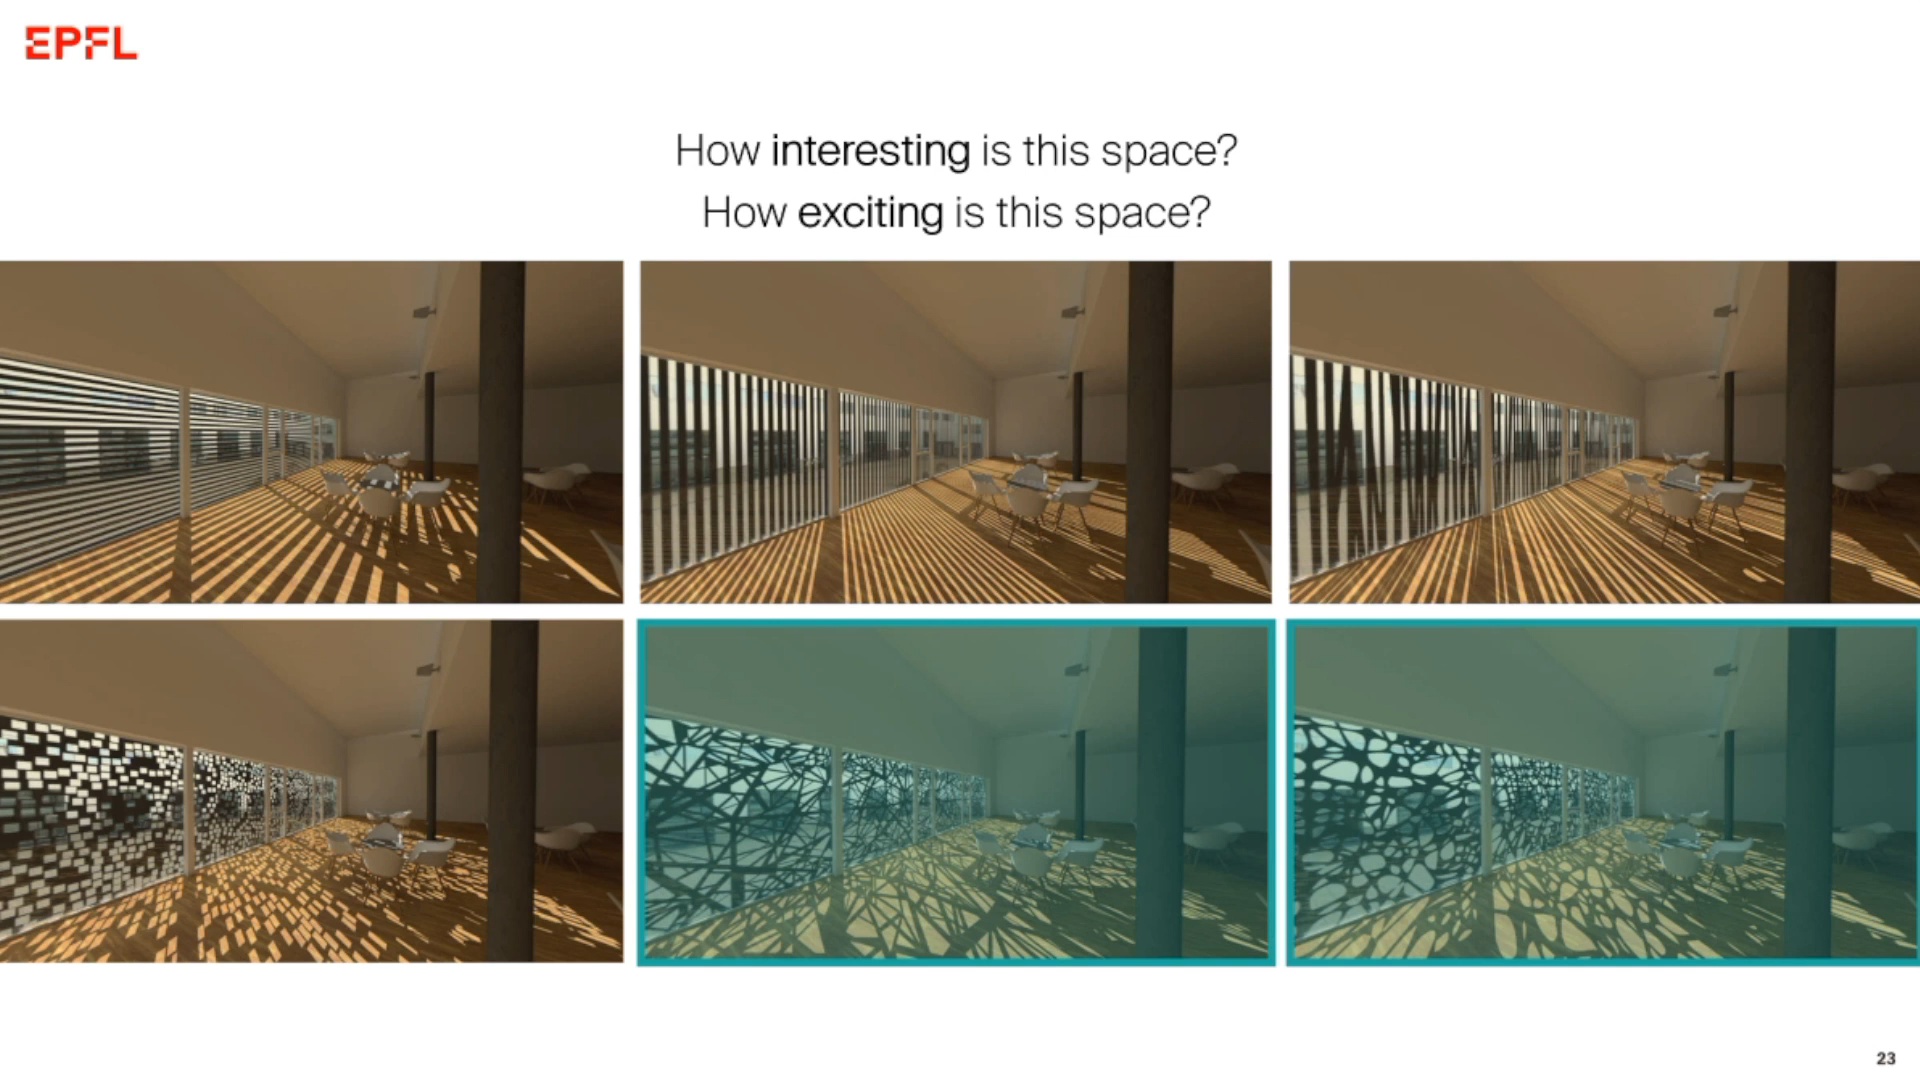 EPFL
How interesting is this space?
How exciting is this space?
23